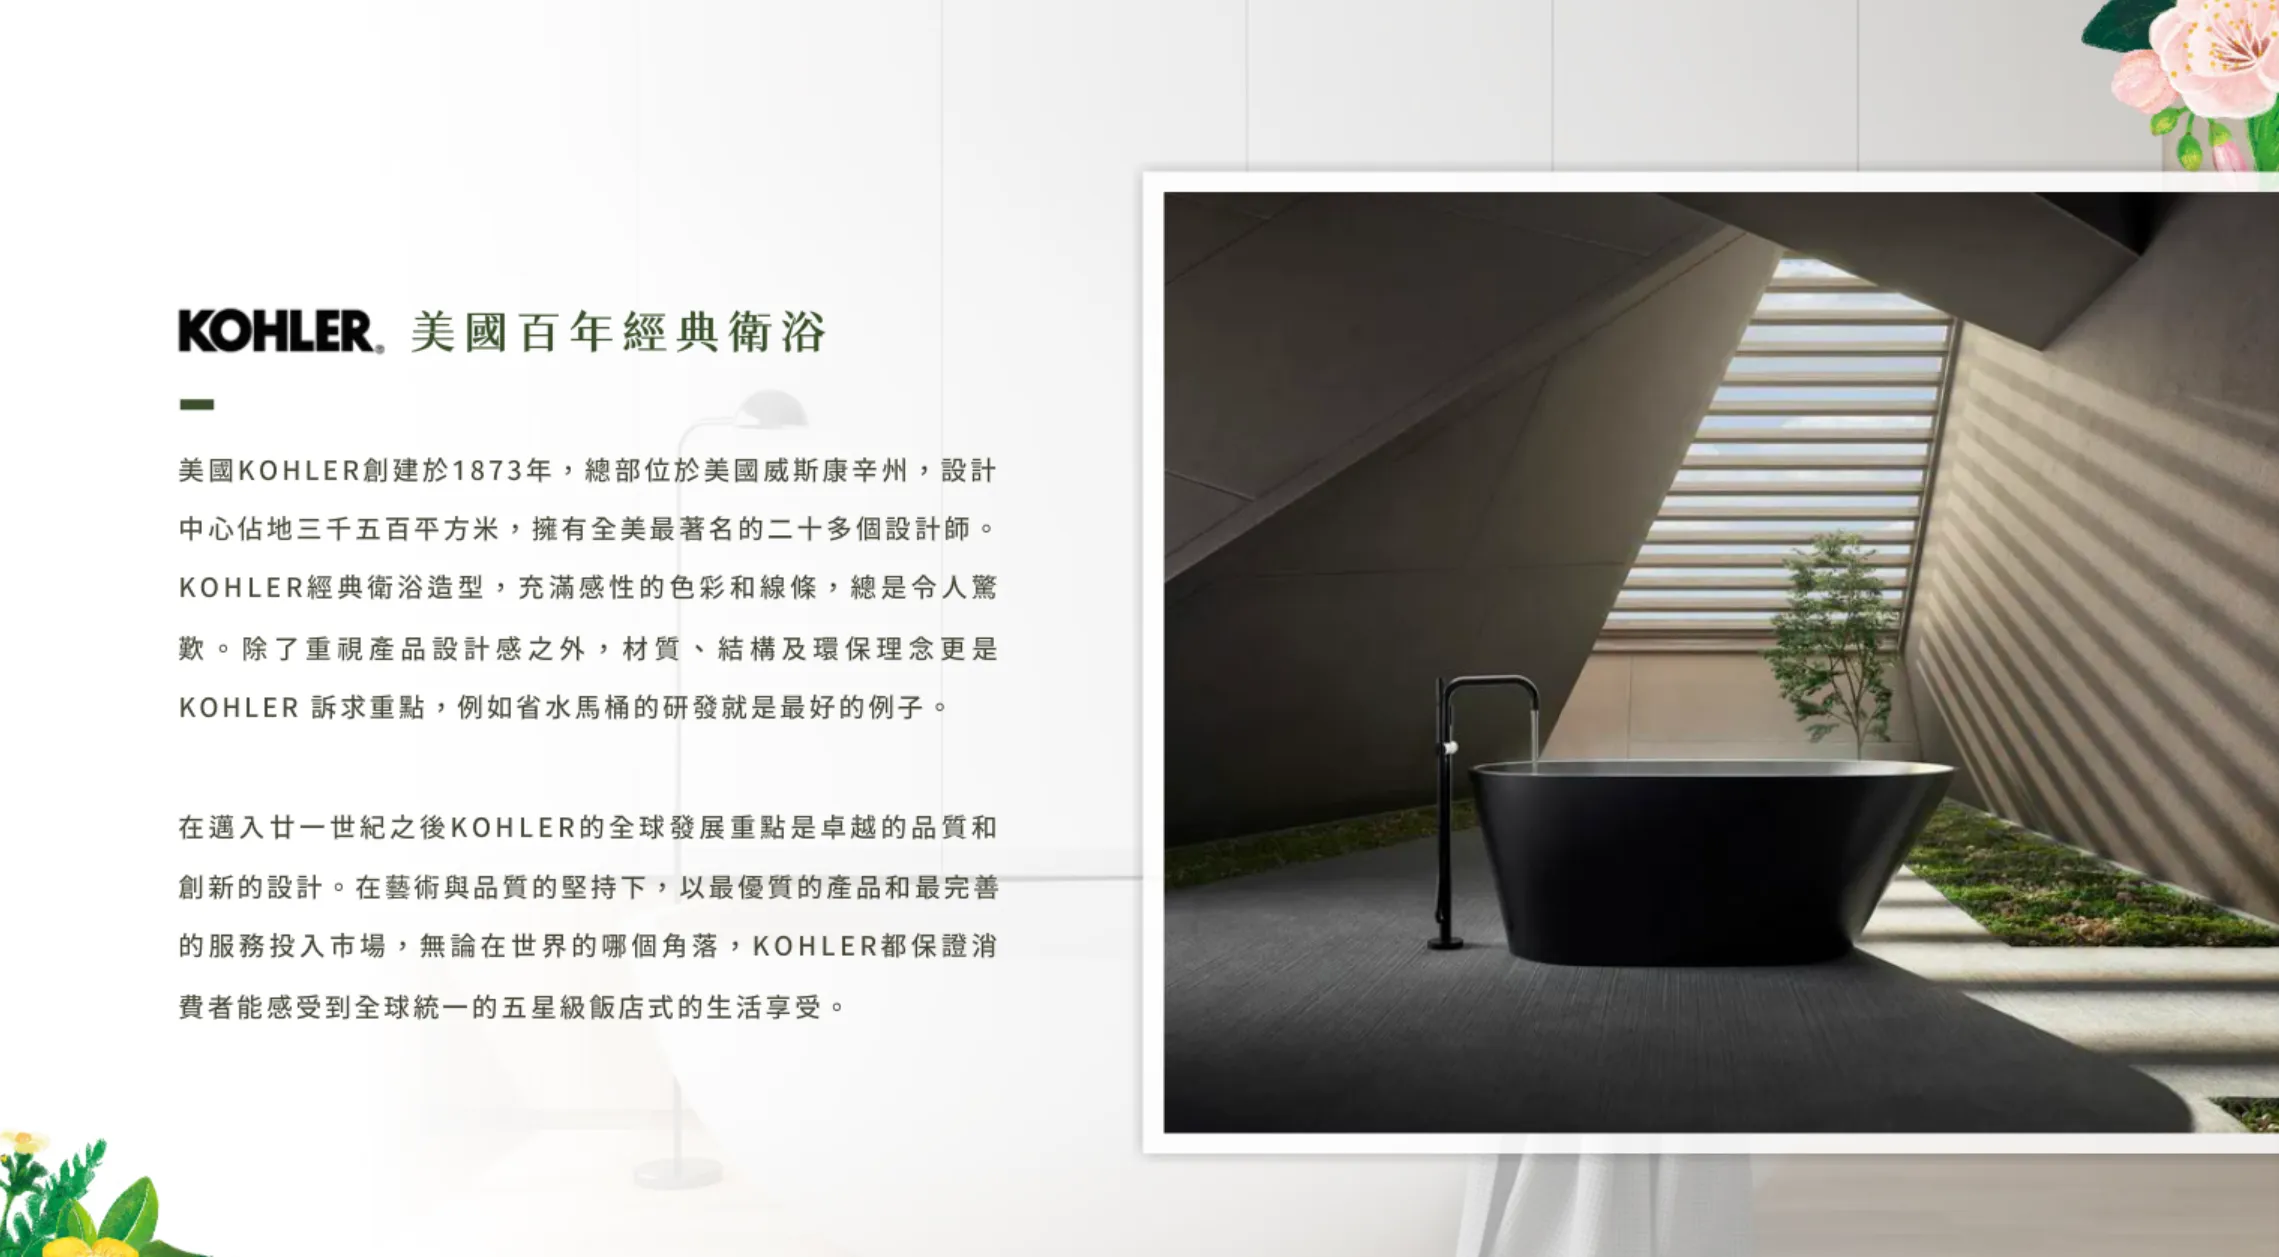 KOHLER® 美國百年經典衛浴
美國KOHLER創建於1873年，總部位於美國威斯康辛州，設計
中心佔地三千五百平方米，擁有全美最著名的二十多個設計師。
KOHLER經典衛浴造型，充滿感性的色彩和線條，總是令人驚
歎。除了重視產品設計感之外，材質、結構及環保理念更是
KOHLER 訴求重點，例如省水馬桶的研發就是最好的例子。
在邁入廿一世紀之後KOHLER的全球發展重點是卓越的品質和
創新的設計。在藝術與品質的堅持下，以最優質的產品和最完善
的服務投入市場，無論在世界的哪個角落，KOHLER都保證消
費者能感受到全球統一的五星級飯店式的生活享受。